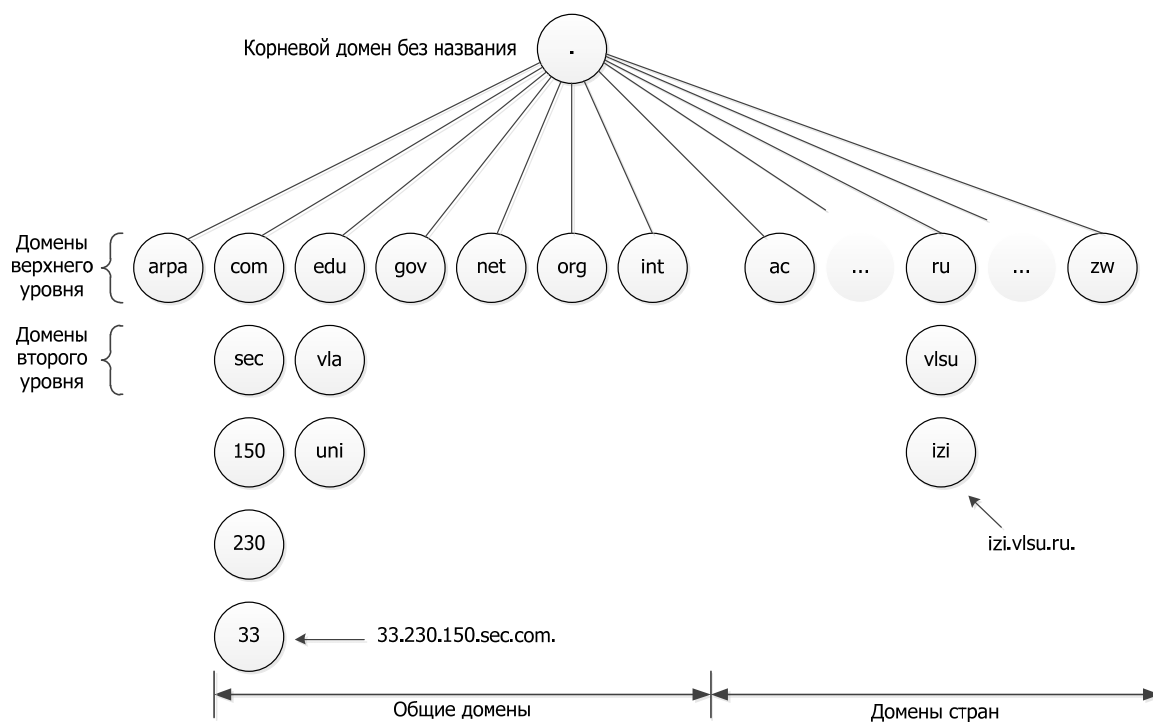 Корневой домен без названия
.
Домены
верхнего
уровня
arpa
com
edu
gov
net
org
int
ac
...
ru
...
zw
Домены
второго
уровня
sec
vla
vlsu
150
uni
izi
230
izi.vlsu.ru.
33
33.230.150.sec.com.
Общие домены
Домены стран